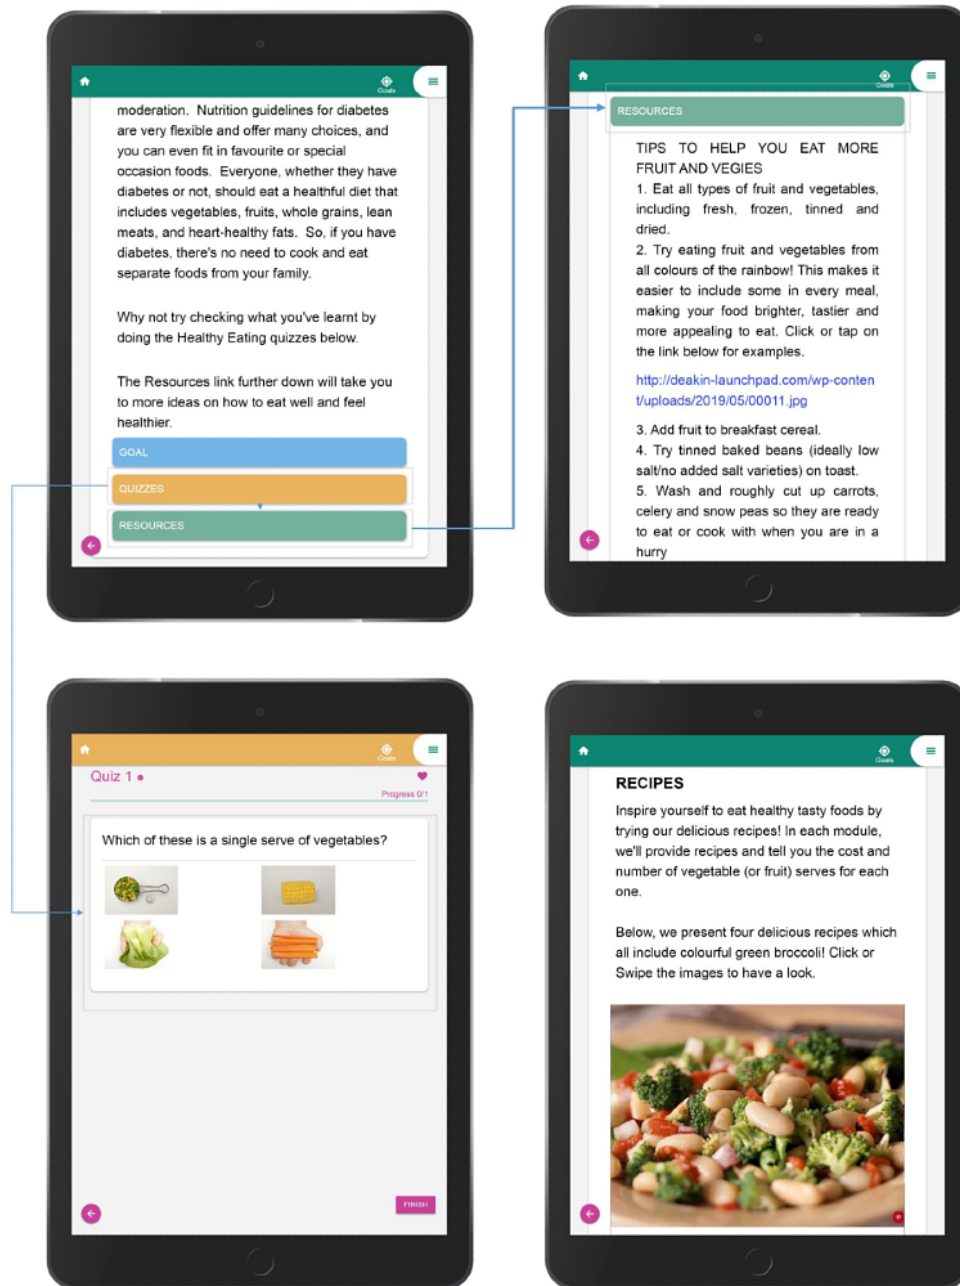 Goals
moderation. Nutrition guidelines for diabetes
are very flexible and offer many choices, and
you can even fit in favourite or special
occasion foods. Everyone, whether they have
diabetes or not, should eat a healthful diet that
includes vegetables, fruits, whole grains, lean
meats, and heart-healthy fats. So, if you have
diabetes, there's no need to cook and eat
separate foods from your family.
Why not try checking what you've learnt by
doing the Healthy Eating quizzes below.
The Resources link further down will take you
to more ideas on how to eat well and feel
healthier.
GOAL
QUIZZES
RESOURCES
Goals
RESOURCES
TIPS TO HELP YOU EAT MORE
FRUIT AND VEGIES
1. Eat all types of fruit and vegetables,
including fresh, frozen, tinned and
dried.
2. Try eating fruit and vegetables from
all colours of the rainbow! This makes it
easier to include some in every meal,
making your food brighter, tastier and
more appealing to eat. Click or tap on
the link below for examples.
http://deakin-launchpad.com/wp-conten
t/uploads/2019/05/00011.jpg
3. Add fruit to breakfast cereal.
4. Try tinned baked beans (ideally low
salt/no added salt varieties) on toast.
5. Wash and roughly cut up carrots,
celery and snow peas so they are ready
to eat or cook with when you are in a
hurry
Goals
Quiz 1
Progress 0/1
Which of these is a single serve of vegetables?
FINISH
Goals
RECIPES
Inspire yourself to eat healthy tasty foods by
trying our delicious recipes! In each module,
we'll provide recipes and tell you the cost and
number of vegetable (or fruit) serves for each
one.
Below, we present four delicious recipes which
all include colourful green broccoli! Click or
Swipe the images to have a look.